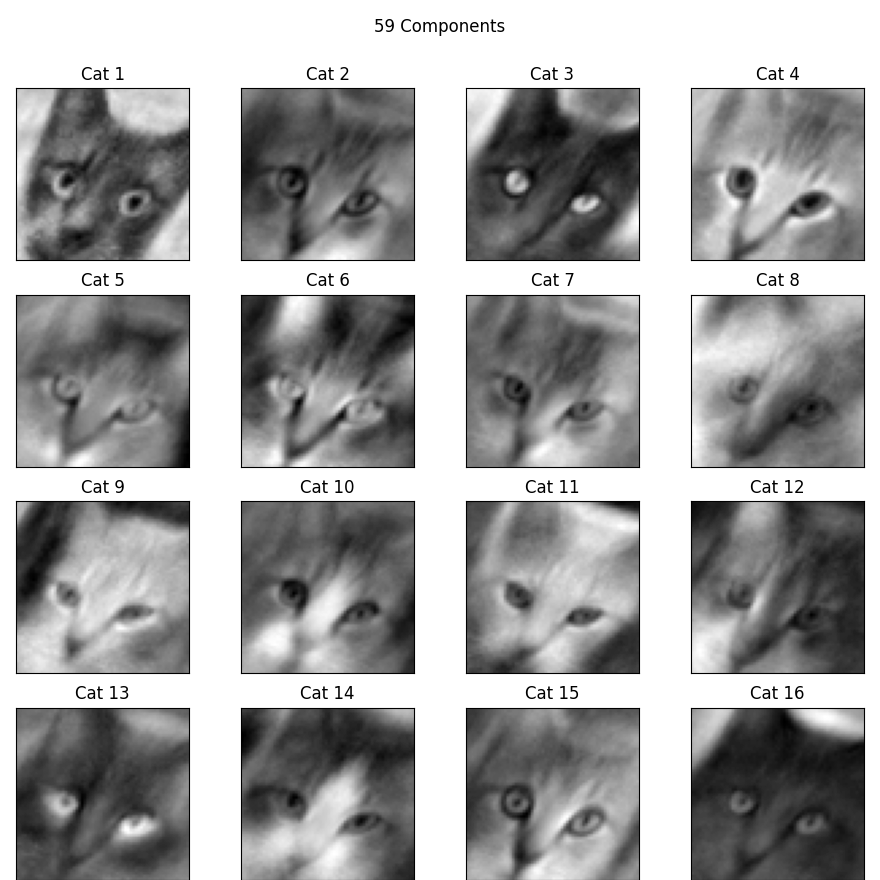 59 Components
Cat 1
Cat 2
Cat 3
Cat 4
Cat 5
Cat 6
Cat 7
Cat 8
Cat 9
Cat 10
Cat 11
Cat 12
Cat 13
Cat 14
Cat 15
Cat 16